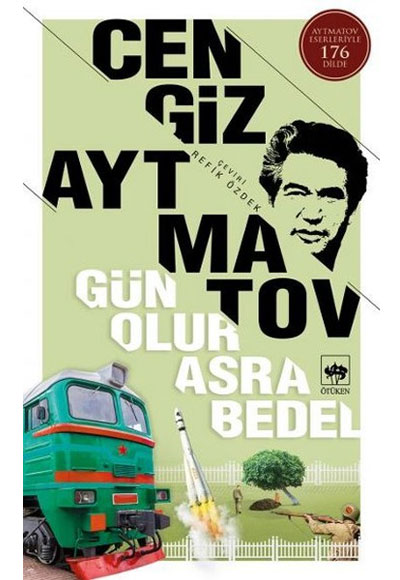 AYTMATOV
ESERLERİYLE
176
DİLDE
CEN
GİZ
AYT
MA
TOV
ÇEVİRİ
REFİK ÖZDEK
GÜN
OLUR
ASRA
BEDEL
ÖTÜKEN